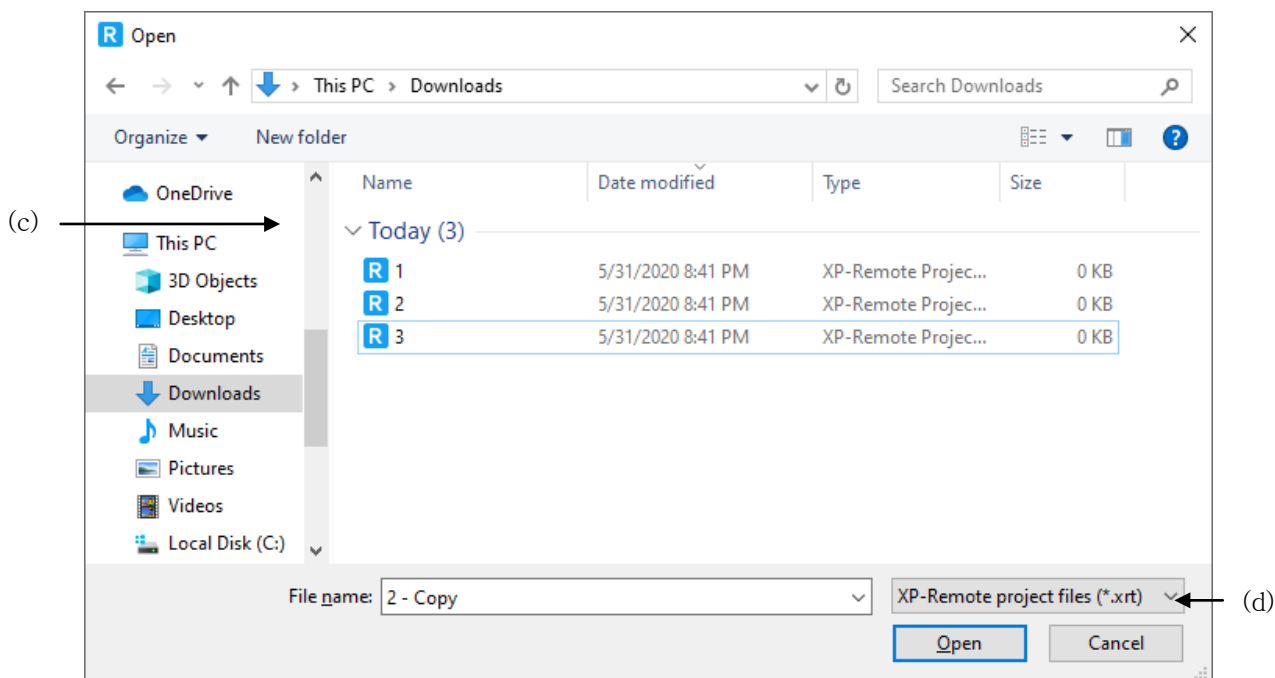 R Open
This PC > Downloads
Search Downloads
Organize
New folder
?
OneDrive
This PC
3D Objects
Desktop
Documents
Downloads
Music
Pictures
Videos
Local Disk (C:)
Name Date modified Type Size
Today (3)
R 1 5/31/2020 8:41 PM XP-Remote Projec... 0 KB
R 2 5/31/2020 8:41 PM XP-Remote Projec... 0 KB
R 3 5/31/2020 8:41 PM XP-Remote Projec... 0 KB
(c)
File name: 2 - Copy
XP-Remote project files (*.xrt)
(d)
Open
Cancel